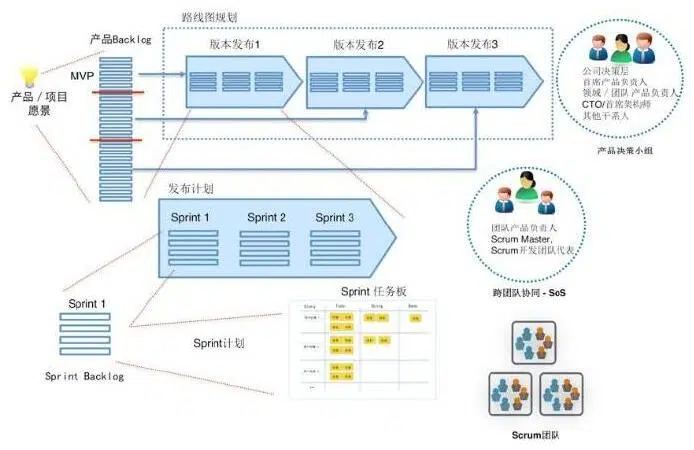 路线图规划
产品Backlog
版本发布1
版本发布2
版本发布3
MVP
产品/项目
愿景
公司决策层
首席产品负责人
领域/团队产品负责人
CTO/首席架构师
其他干系人
产品决策小组
发布计划
Sprint 1
Sprint 2
Sprint 3
团队产品负责人
Scrum Master,
Scrum开发团队代表
跨团队协同 - SoS
Sprint 1
Sprint Backlog
Sprint计划
Sprint 任务板
Scrum团队